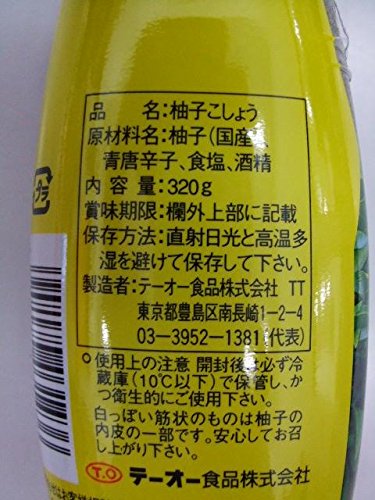 品　名:柚子こしょう
原材料名:柚子(国産)、
青唐辛子、食塩、酒精
内 容 量:320g
賞味期限:欄外上部に記載
保存方法:直射日光と高温多
湿を避けて保存して下さい。
製造者:テーオー食品株式会社 TT
東京都豊島区南長崎1-2-4
03-3952-1381(代表)
○使用上の注意 開封後は必ず冷
蔵庫(10℃以下)で保管し、か
つ衛生的にご使用下さい。
白っぽい筋状のものは柚子の
内皮の一部です。安心してお召
し上がり下さい。
T.O テーオー食品株式会社
プラ